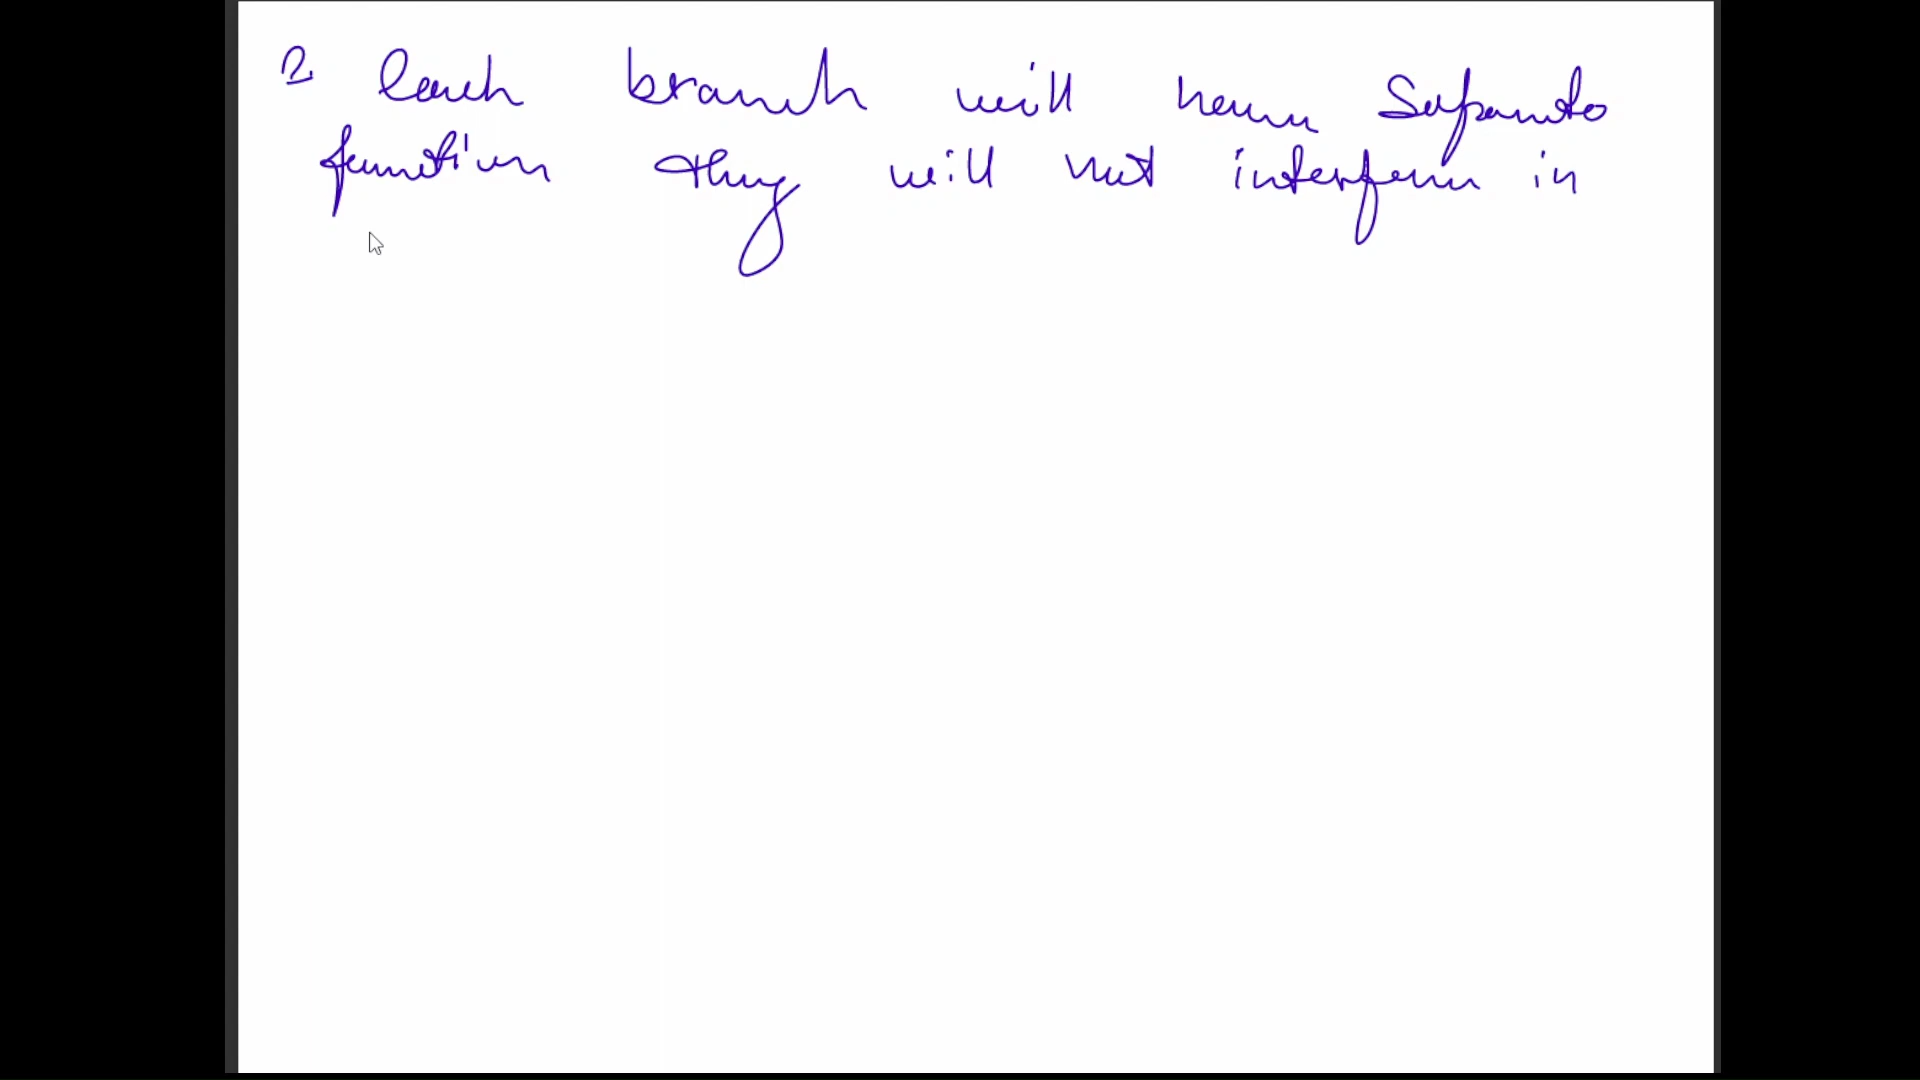 2. each branch will have separate
function they will not interfere in